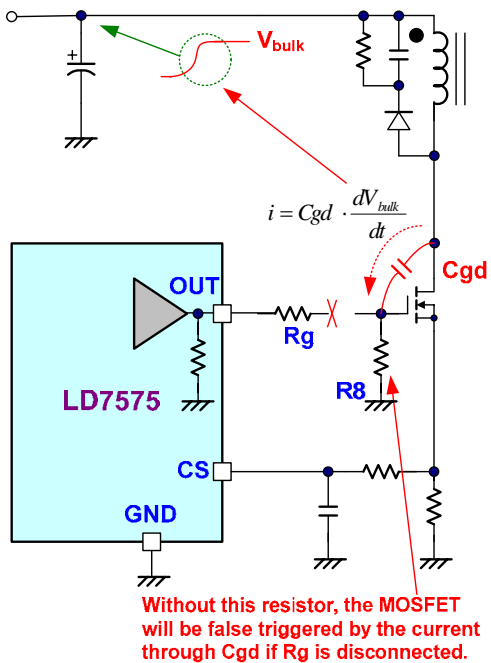 +
Vbulk
i = Cgd · dVbulk/dt
Cgd
OUT
Rg
R8
LD7575
CS
GND
Without this resistor, the MOSFET
will be false triggered by the current
through Cgd if Rg is disconnected.